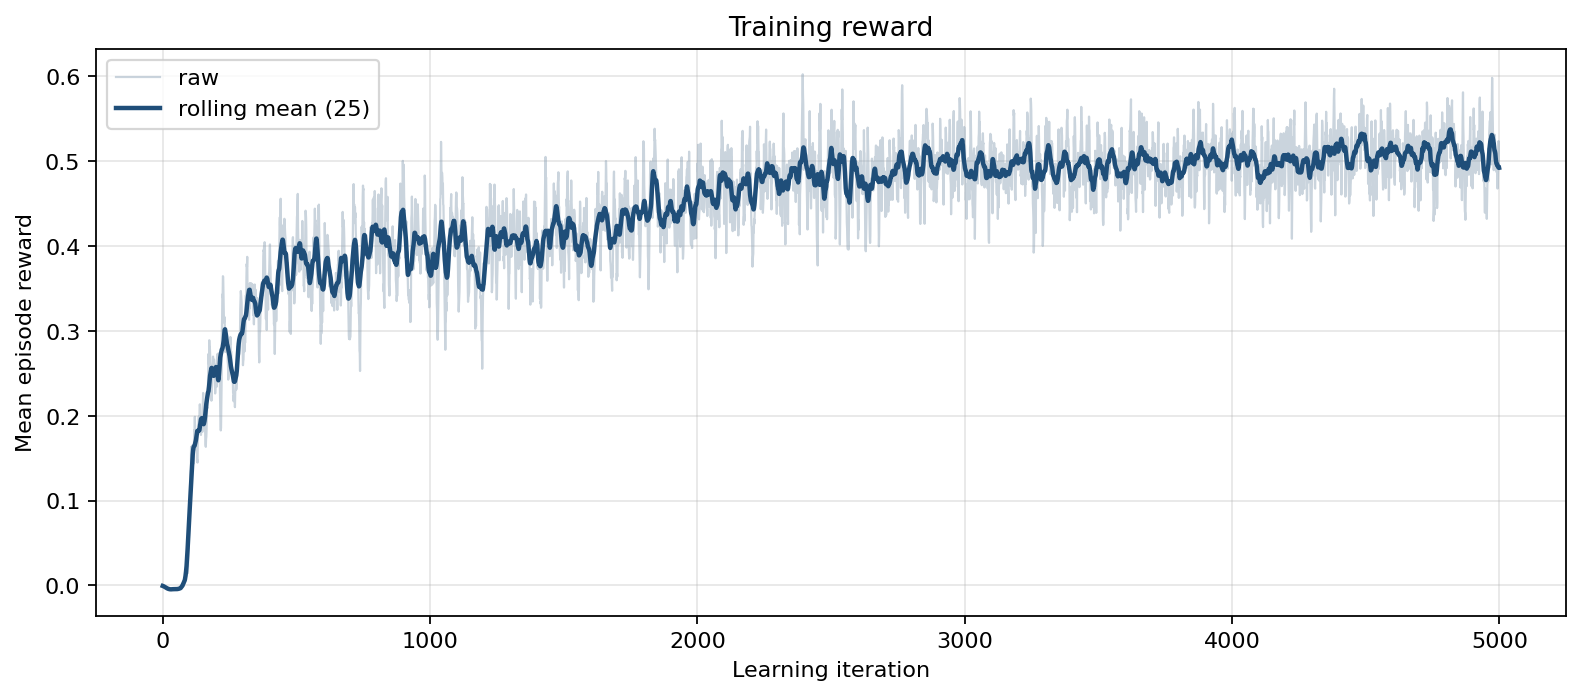 Training reward
raw
rolling mean (25)
Mean episode reward
0.6
0.5
0.4
0.3
0.2
0.1
0.0
0
1000
2000
3000
4000
5000
Learning iteration